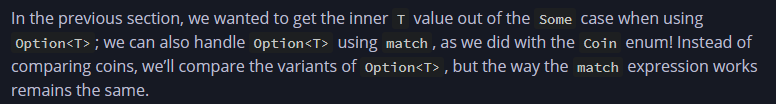 In the previous section, we wanted to get the inner T value out of the Some case when using
Option<T>; we can also handle Option<T> using match, as we did with the Coin enum! Instead of
comparing coins, we’ll compare the variants of Option<T>, but the way the match expression works
remains the same.